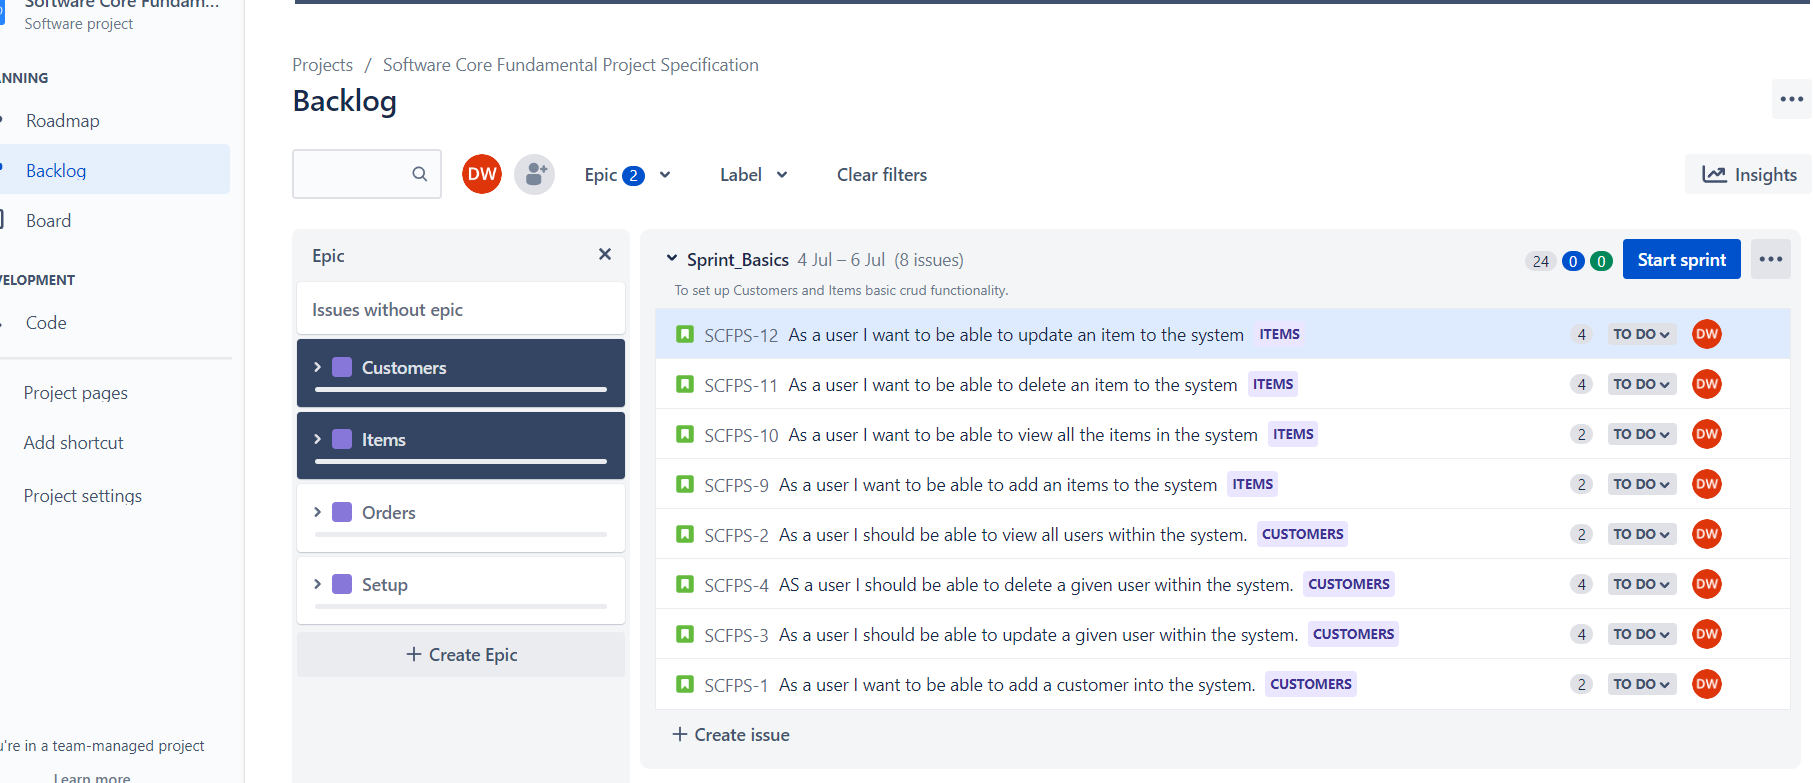 Software Core Fundam...
Software project
ANNING
Roadmap
Backlog
Board
VELOPMENT
Code
Project pages
Add shortcut
Project settings
u're in a team-managed project
Learn more
Projects / Software Core Fundamental Project Specification
Backlog
DW
Epic 2
Label
Clear filters
Insights
Epic
Issues without epic
Customers
Items
Orders
Setup
+ Create Epic
Sprint_Basics 4 Jul – 6 Jul (8 issues)
24 0 0 Start sprint
To set up Customers and Items basic crud functionality.
SCFPS-12 As a user I want to be able to update an item to the system ITEMS 4 TO DO DW
SCFPS-11 As a user I want to be able to delete an item to the system ITEMS 4 TO DO DW
SCFPS-10 As a user I want to be able to view all the items in the system ITEMS 2 TO DO DW
SCFPS-9 As a user I want to be able to add an items to the system ITEMS 2 TO DO DW
SCFPS-2 As a user I should be able to view all users within the system. CUSTOMERS 2 TO DO DW
SCFPS-4 AS a user I should be able to delete a given user within the system. CUSTOMERS 4 TO DO DW
SCFPS-3 As a user I should be able to update a given user within the system. CUSTOMERS 4 TO DO DW
SCFPS-1 As a user I want to be able to add a customer into the system. CUSTOMERS 2 TO DO DW
+ Create issue